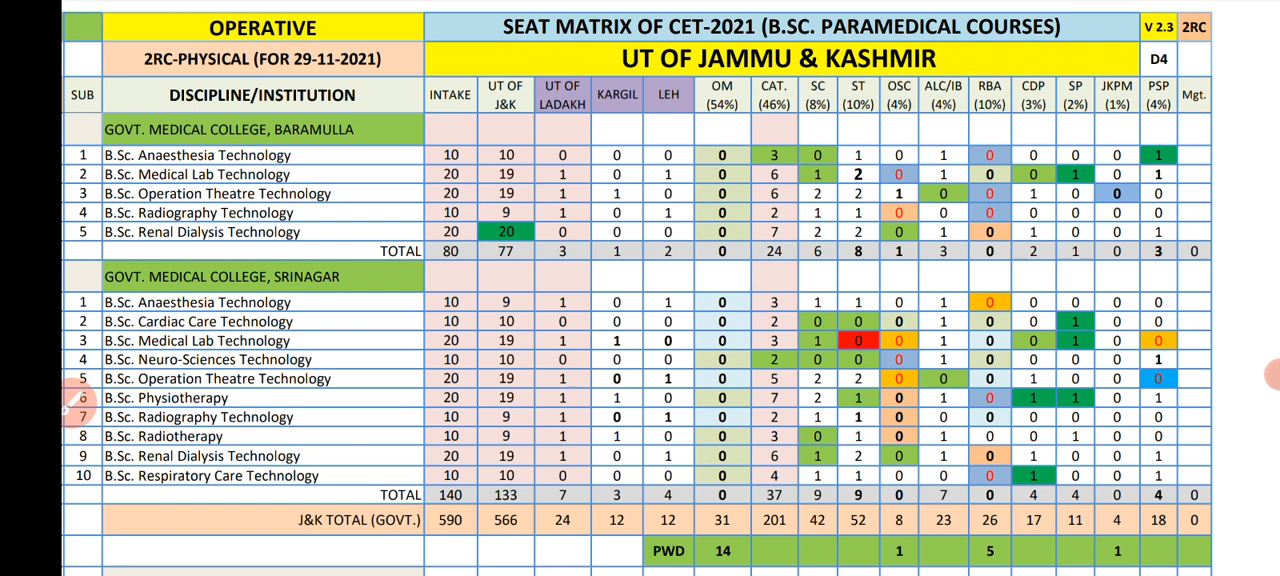 OPERATIVE SEAT MATRIX OF CET-2021 (B.SC. PARAMEDICAL COURSES) V 2.3 2RC
2RC-PHYSICAL (FOR 29-11-2021) UT OF JAMMU & KASHMIR D4
SUB DISCIPLINE/INSTITUTION INTAKE UT OF J&K UT OF LADAKH KARGIL LEH OM (54%) CAT. (46%) SC (8%) ST (10%) OSC (4%) ALC/IB (4%) RBA (10%) CDP (3%) SP (2%) JKPM (1%) PSP (4%) Mgt.
GOVT. MEDICAL COLLEGE, BARAMULLA
1 B.Sc. Anaesthesia Technology 10 10 0 0 0 0 3 0 1 0 1 0 0 0 0 1
2 B.Sc. Medical Lab Technology 20 19 1 0 1 0 6 1 2 0 1 0 0 1 0 1
3 B.Sc. Operation Theatre Technology 20 19 1 1 0 0 6 2 2 1 0 0 1 0 0 0
4 B.Sc. Radiography Technology 10 9 1 0 1 0 2 1 1 0 0 0 0 0 0 0
5 B.Sc. Renal Dialysis Technology 20 20 0 0 0 0 7 2 2 0 1 0 1 0 0 1
TOTAL 80 77 3 1 2 0 24 6 8 1 3 0 2 1 0 3 0
GOVT. MEDICAL COLLEGE, SRINAGAR
1 B.Sc. Anaesthesia Technology 10 9 1 0 1 0 3 1 1 0 1 0 0 0 0 0
2 B.Sc. Cardiac Care Technology 10 10 0 0 0 0 2 0 0 0 1 0 0 1 0 0
3 B.Sc. Medical Lab Technology 20 19 1 1 0 0 3 1 0 0 1 0 0 1 0 0
4 B.Sc. Neuro-Sciences Technology 10 10 0 0 0 0 2 0 0 0 1 0 0 0 0 1
5 B.Sc. Operation Theatre Technology 20 19 1 0 1 0 5 2 2 0 0 0 1 0 0 0
6 B.Sc. Physiotherapy 20 19 1 1 0 0 7 2 1 0 1 0 1 1 0 1
7 B.Sc. Radiography Technology 10 9 1 0 1 0 2 1 1 0 0 0 0 0 0 0
8 B.Sc. Radiotherapy 10 9 1 1 0 0 3 0 1 0 1 0 0 1 0 0
9 B.Sc. Renal Dialysis Technology 20 19 1 0 1 0 6 1 2 0 1 0 1 0 0 1
10 B.Sc. Respiratory Care Technology 10 10 0 0 0 0 4 1 1 0 0 0 1 0 0 1
TOTAL 140 133 7 3 4 0 37 9 9 0 7 0 4 4 0 4 0
J&K TOTAL (GOVT.) 590 566 24 12 12 31 201 42 52 8 23 26 17 11 4 18 0
PWD 14 1 5 1